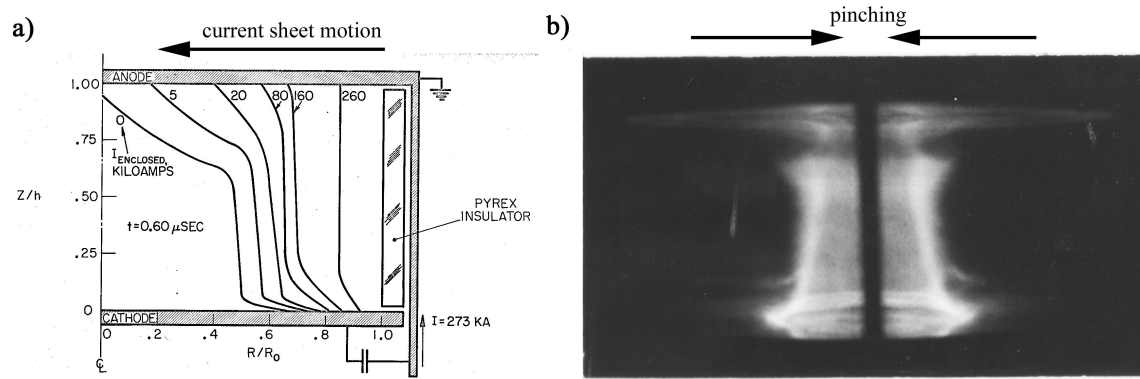 a)
current sheet motion
ANODE
1.00
5
20
80
160
260
0
.75
I ENCLOSED,
KILOAMPS
Z/h
.50
PYREX
INSULATOR
t=0.60 μSEC
.25
0
CATHODE
I=273 KA
0
.2
.4
.6
.8
1.0
R/R0
℄
b)
pinching